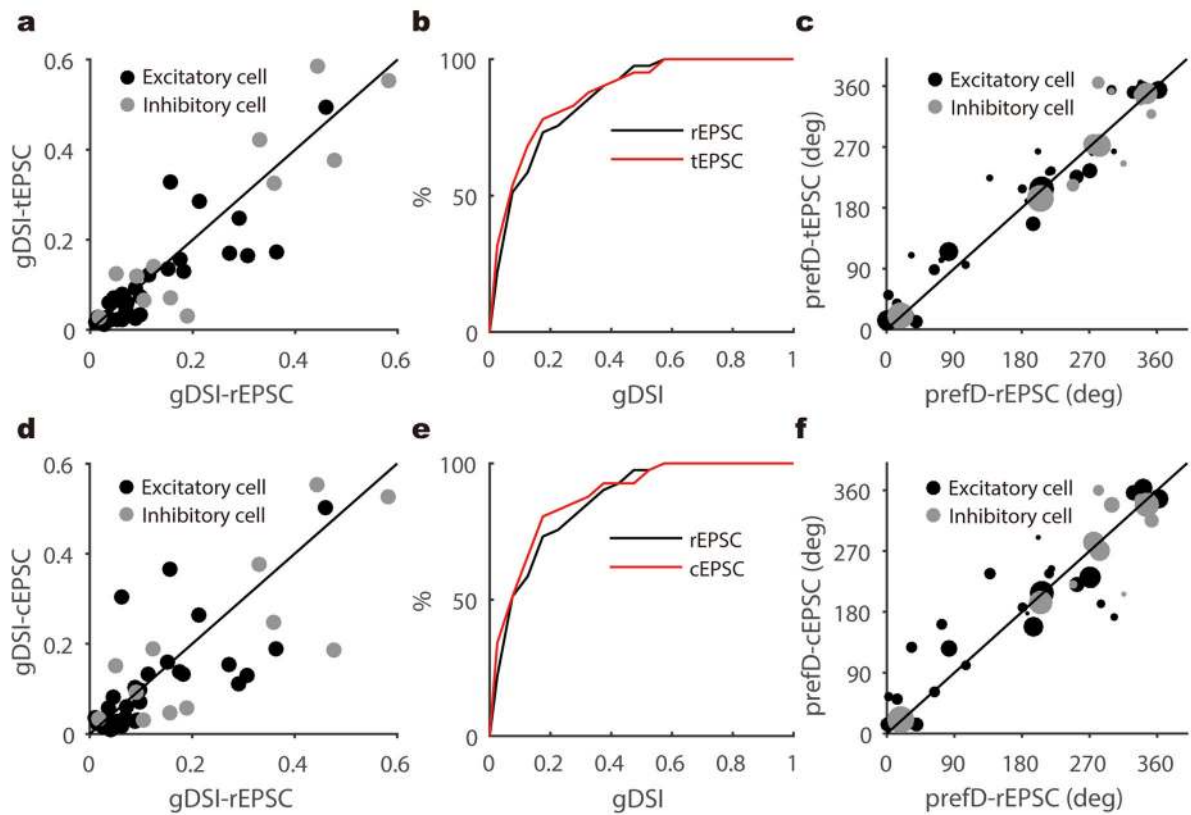 a
0.6
0.4
0.2
0
gDSI-tEPSC
Excitatory cell
Inhibitory cell
0
0.2
0.4
0.6
gDSI-rEPSC
b
100
50
0
%
rEPSC
tEPSC
0
0.2
0.4
0.6
0.8
1
gDSI
c
360
270
180
90
0
prefD-tEPSC (deg)
Excitatory cell
Inhibitory cell
0
90
180
270
360
prefD-rEPSC (deg)
d
0.6
0.4
0.2
0
gDSI-cEPSC
Excitatory cell
Inhibitory cell
0
0.2
0.4
0.6
gDSI-rEPSC
e
100
50
0
%
rEPSC
cEPSC
0
0.2
0.4
0.6
0.8
1
gDSI
f
360
270
180
90
0
prefD-cEPSC (deg)
Excitatory cell
Inhibitory cell
0
90
180
270
360
prefD-rEPSC (deg)